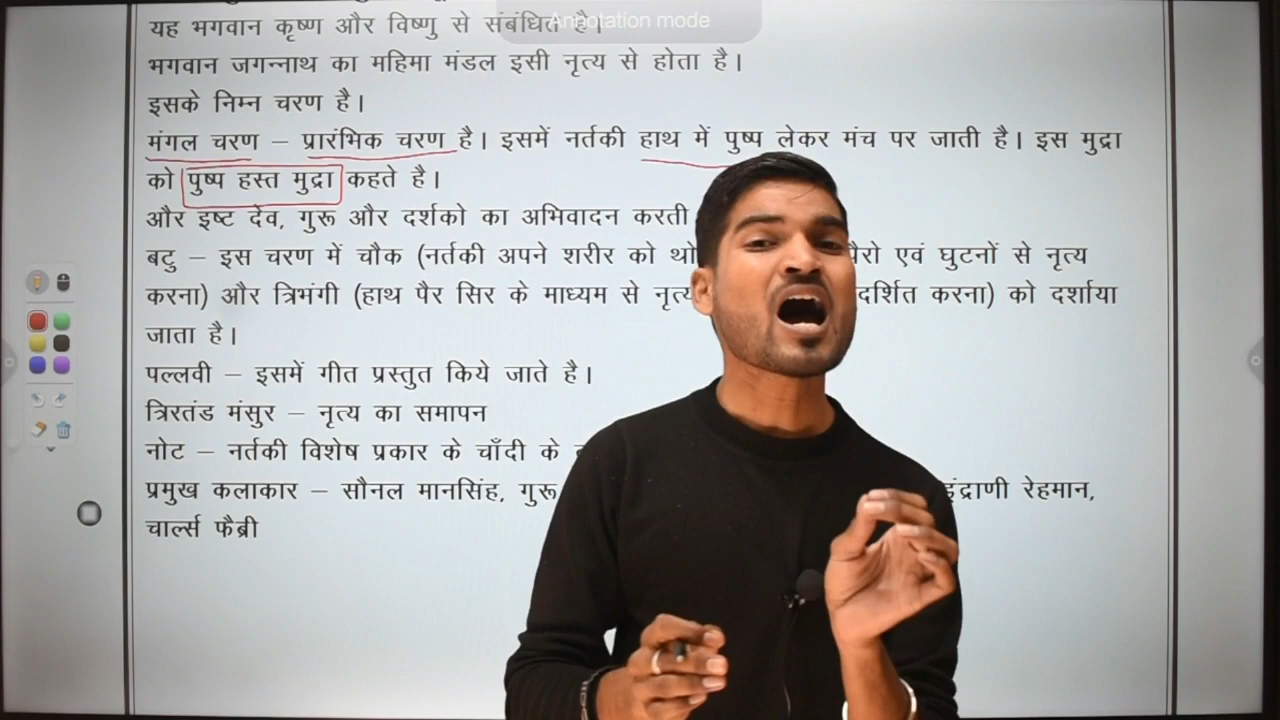 Annotation mode
यह भगवान कृष्ण और विष्णु से संबंधित है।
भगवान जगन्नाथ का महिमा मंडल इसी नृत्य से होता है।
इसके निम्न चरण है।
मंगल चरण – प्रारंभिक चरण है। इसमें नर्तकी हाथ में पुष्प लेकर मंच पर जाती है। इस मुद्रा
को पुष्प हस्त मुद्रा कहते है।
और इष्ट देव, गुरू और दर्शको का अभिवादन करती
बटु – इस चरण में चौक (नर्तकी अपने शरीर को एवं घुटनों से नृत्य
करना) और त्रिभंगी (हाथ पैर सिर के माध्यम से करना) को दर्शाया
जाता है।
पल्लवी – इसमें गीत प्रस्तुत किये जाते है।
त्रिरतंड मंसुर – नृत्य का समापन
नोट – नर्तकी विशेष प्रकार के चाँदी के
प्रमुख कलाकार – सौनल मानसिंह, गुरू रेहमान,
चार्ल्स फैब्री